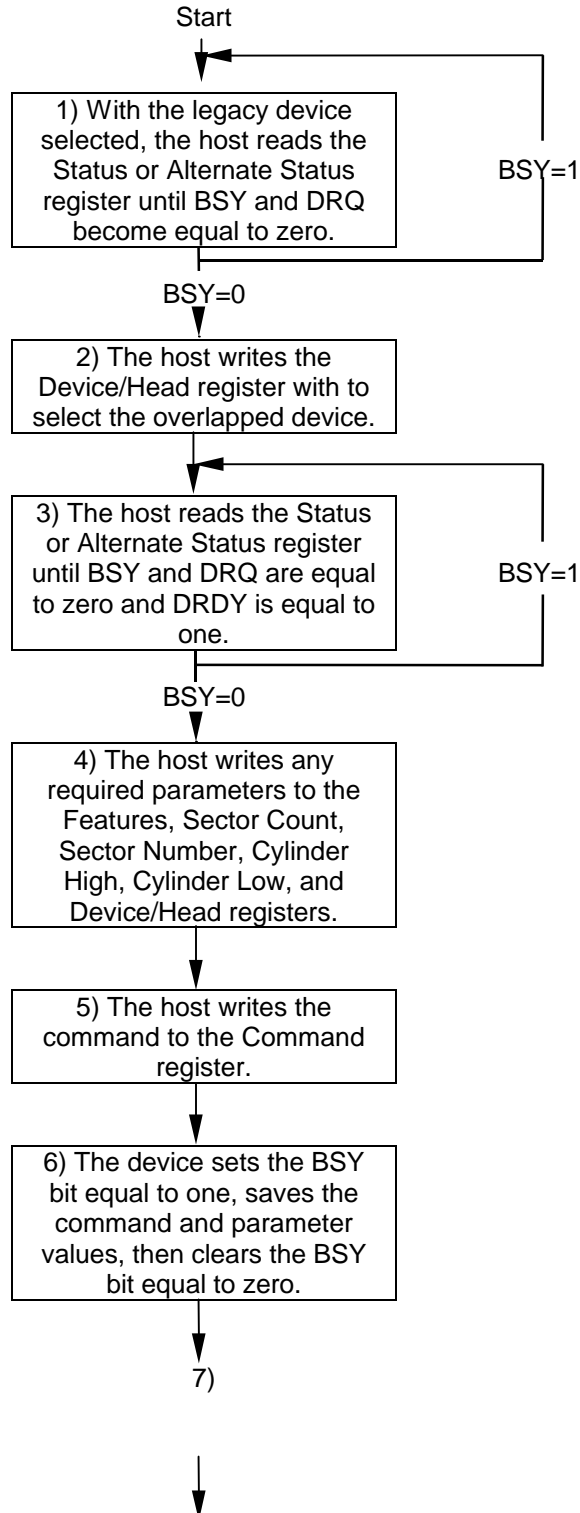 Start
1) With the legacy device
selected, the host reads the
Status or Alternate Status
register until BSY and DRQ
become equal to zero.
BSY=1
BSY=0
2) The host writes the
Device/Head register with to
select the overlapped device.
3) The host reads the Status
or Alternate Status register
until BSY and DRQ are equal
to zero and DRDY is equal to
one.
BSY=1
BSY=0
4) The host writes any
required parameters to the
Features, Sector Count,
Sector Number, Cylinder
High, Cylinder Low, and
Device/Head registers.
5) The host writes the
command to the Command
register.
6) The device sets the BSY
bit equal to one, saves the
command and parameter
values, then clears the BSY
bit equal to zero.
7)